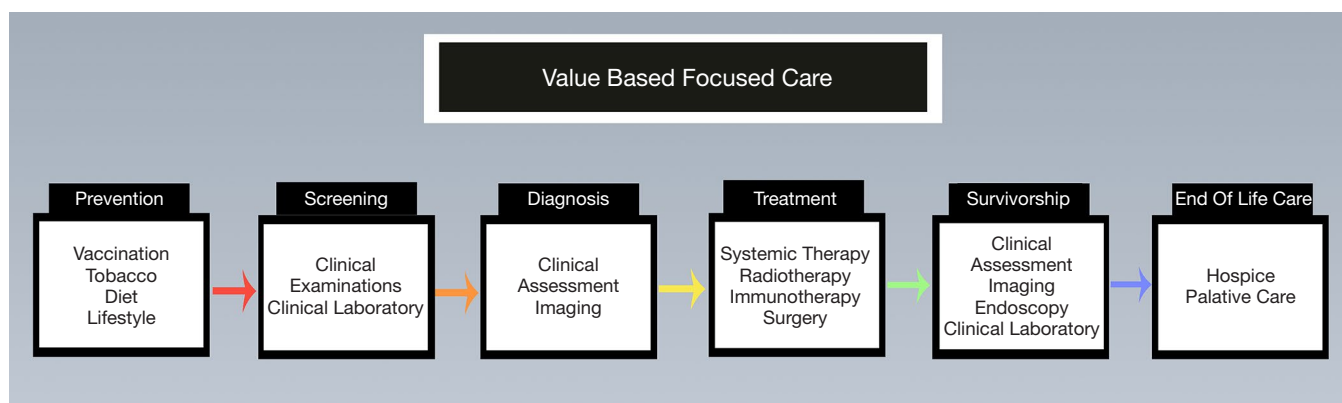 Value Based Focused Care
Prevention
Vaccination
Tobacco
Diet
Lifestyle
Screening
Clinical
Examinations
Clinical Laboratory
Diagnosis
Clinical
Assessment
Imaging
Treatment
Systemic Therapy
Radiotherapy
Immunotherapy
Surgery
Survivorship
Clinical
Assessment
Imaging
Endoscopy
Clinical Laboratory
End Of Life Care
Hospice
Palative Care